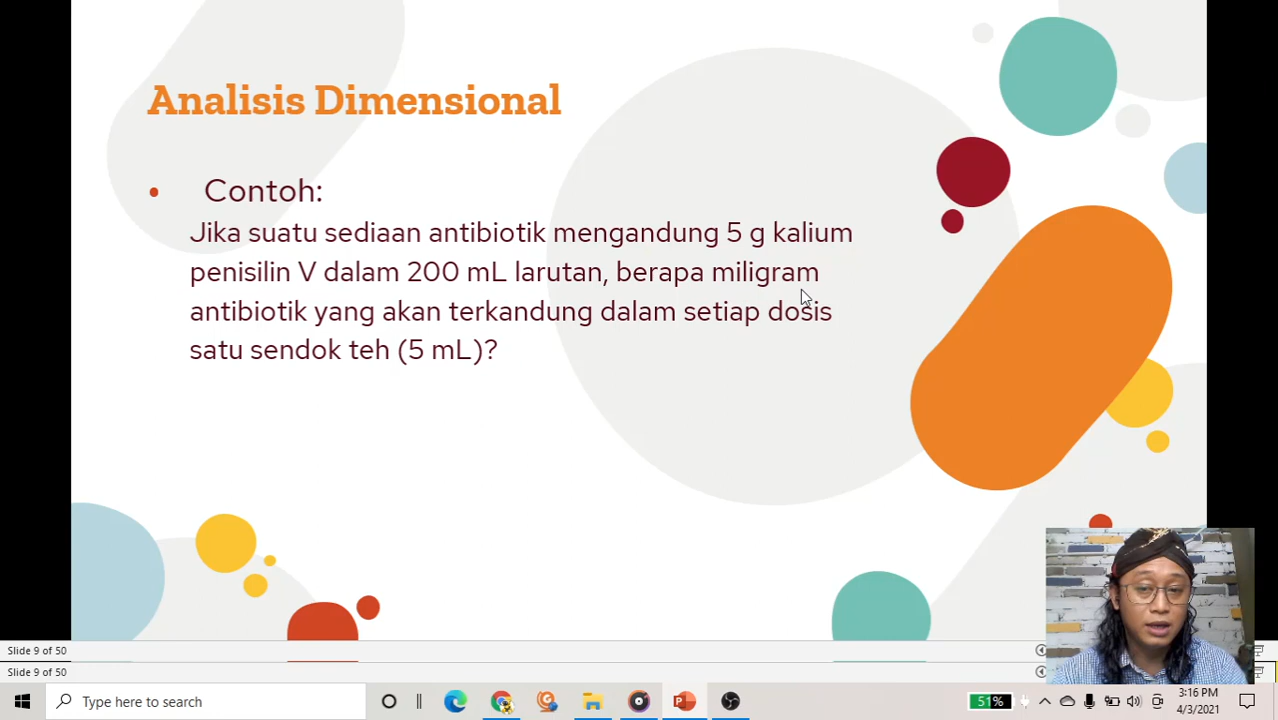 Analisis Dimensional
• Contoh:
Jika suatu sediaan antibiotik mengandung 5 g kalium
penisilin V dalam 200 mL larutan, berapa miligram
antibiotik yang akan terkandung dalam setiap dosis
satu sendok teh (5 mL)?
Slide 9 of 50
Slide 9 of 50
Type here to search
51%
3:16 PM
4/3/2021